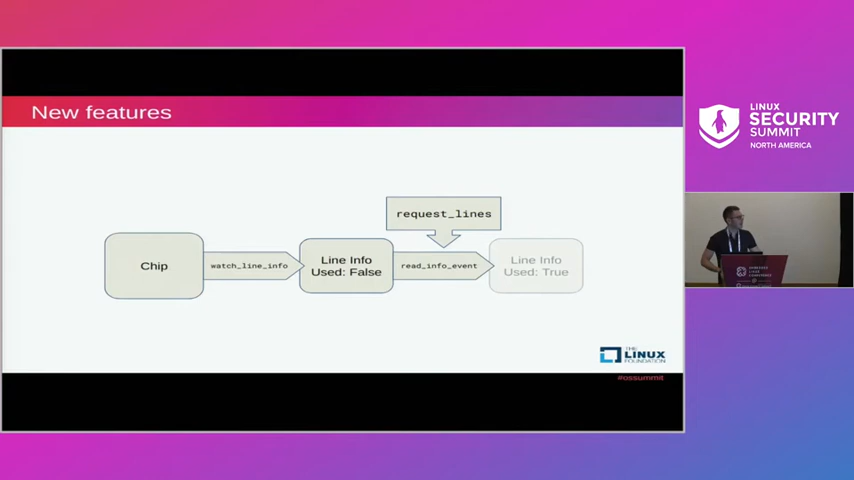 New features
request_lines
Chip
watch_line_info
Line Info
Used: False
read_info_event
Line Info
Used: True
THE
LINUX
FOUNDATION
#ossummit
LINUX
SECURITY
SUMMIT
NORTH AMERICA